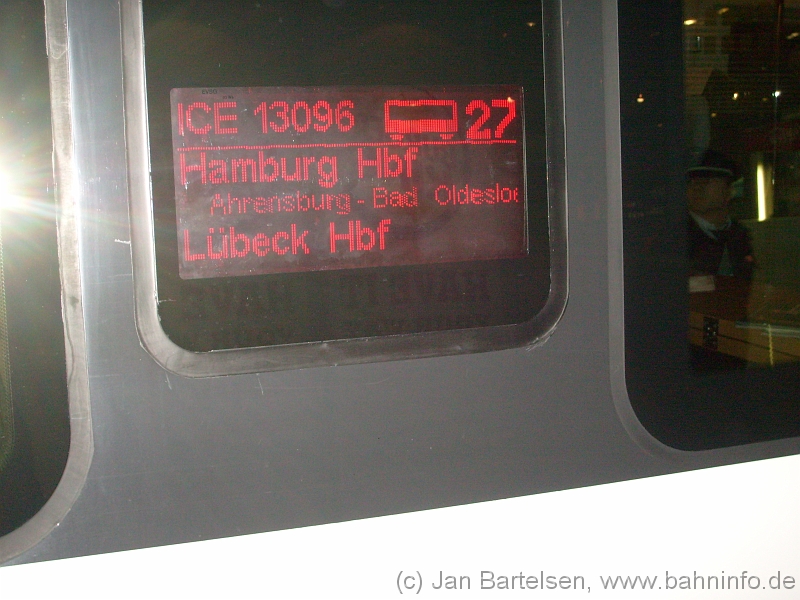 ICE 13096 27
Hamburg Hbf
Ahrensburg - Bad Oldesloe
Lübeck Hbf
(c) Jan Bartelsen, www.bahninfo.de